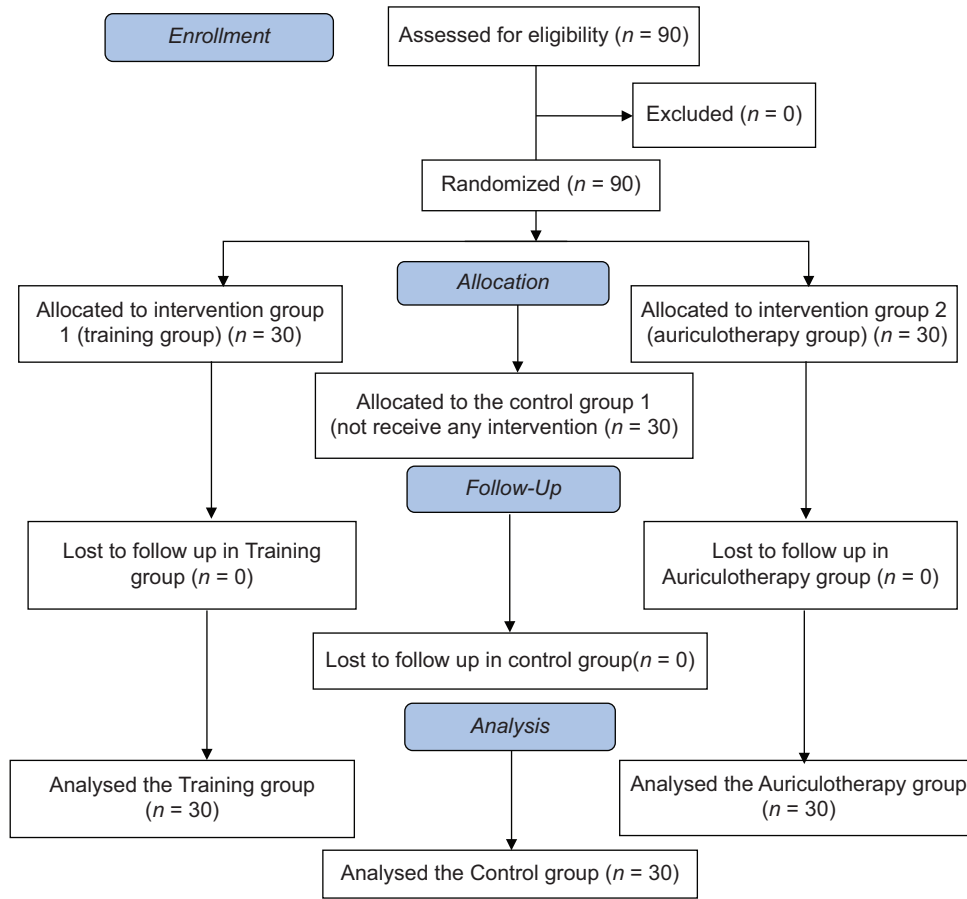 Enrollment
Assessed for eligibility (n = 90)
Excluded (n = 0)
Randomized (n = 90)
Allocation
Allocated to intervention group
1 (training group) (n = 30)
Allocated to intervention group 2
(auriculotherapy group) (n = 30)
Allocated to the control group 1
(not receive any intervention (n = 30)
Follow-Up
Lost to follow up in Training
group (n = 0)
Lost to follow up in
Auriculotherapy group (n = 0)
Lost to follow up in control group(n = 0)
Analysis
Analysed the Training group
(n = 30)
Analysed the Auriculotherapy group
(n = 30)
Analysed the Control group (n = 30)